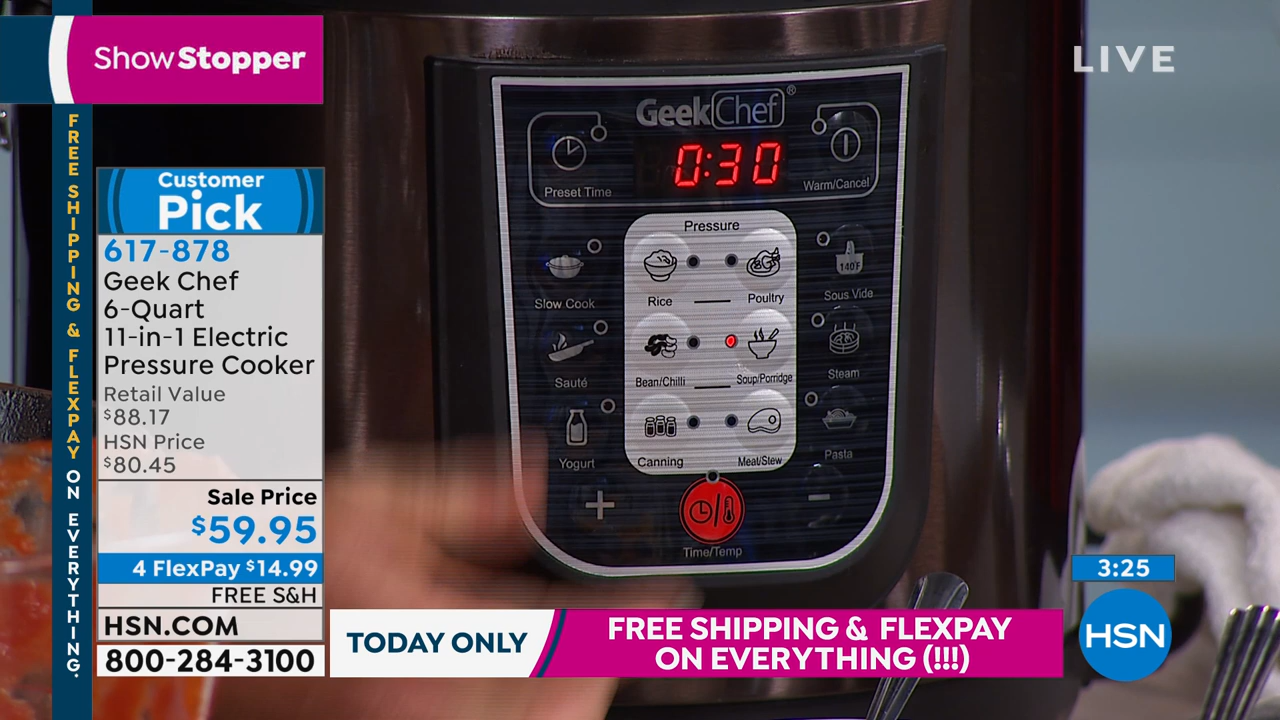 Show Stopper
LIVE
FREE SHIPPING & FLEXPAY ON EVERYTHING.
Customer
Pick
617-878
Geek Chef
6-Quart
11-in-1 Electric
Pressure Cooker
Retail Value
$88.17
HSN Price
$80.45
Sale Price
$59.95
4 FlexPay $14.99
FREE S&H
HSN.COM
800-284-3100
GeekChef®
0:30
Preset Time
Warm/Cancel
Pressure
Slow Cook
Rice
Poultry
140°F
Sous Vide
Sauté
Bean/Chilli
Soup/Porridge
Steam
Yogurt
Canning
Meat/Stew
Pasta
+
−
Time/Temp
3:25
HSN
TODAY ONLY
FREE SHIPPING & FLEXPAY
ON EVERYTHING (!!!)